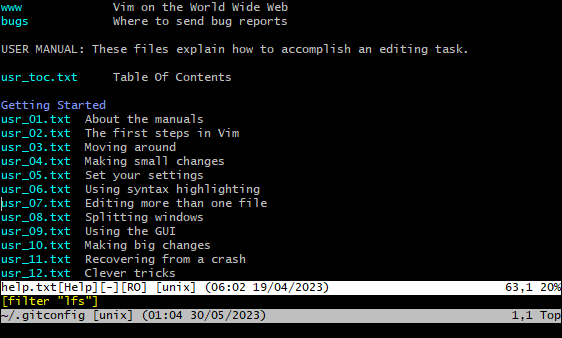 www            Vim on the World Wide Web
bugs           Where to send bug reports
USER MANUAL: These files explain how to accomplish an editing task.
usr_toc.txt     Table Of Contents
Getting Started
usr_01.txt  About the manuals
usr_02.txt  The first steps in Vim
usr_03.txt  Moving around
usr_04.txt  Making small changes
usr_05.txt  Set your settings
usr_06.txt  Using syntax highlighting
usr_07.txt  Editing more than one file
usr_08.txt  Splitting windows
usr_09.txt  Using the GUI
usr_10.txt  Making big changes
usr_11.txt  Recovering from a crash
usr_12.txt  Clever tricks
help.txt[Help][-][RO] [unix] (06:02 19/04/2023)                    63,1 20%
[filter "lfs"]
~/.gitconfig [unix] (01:04 30/05/2023)                             1,1 Top